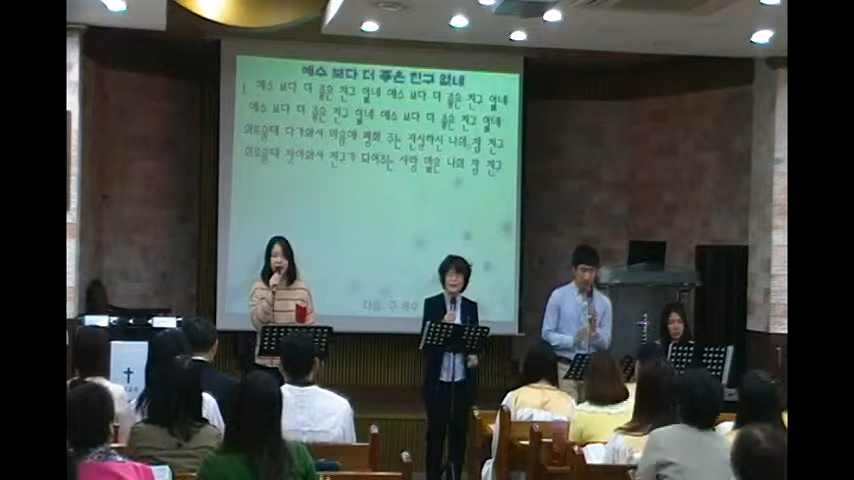 예수 보다 더 좋은 친구 없네
1. 예수 보다 더 좋은 친구 없네 예수 보다 더 좋은 친구 없네
예수 보다 더 좋은 친구 없네 예수 보다 더 좋은 친구 없네
외로울때 다가와서 마음에 평화 주는 진실하신 나의 참 친구
외로울때 찾아와서 친구가 되어주는 사랑 많은 나의 참 친구
다음: 주 예수